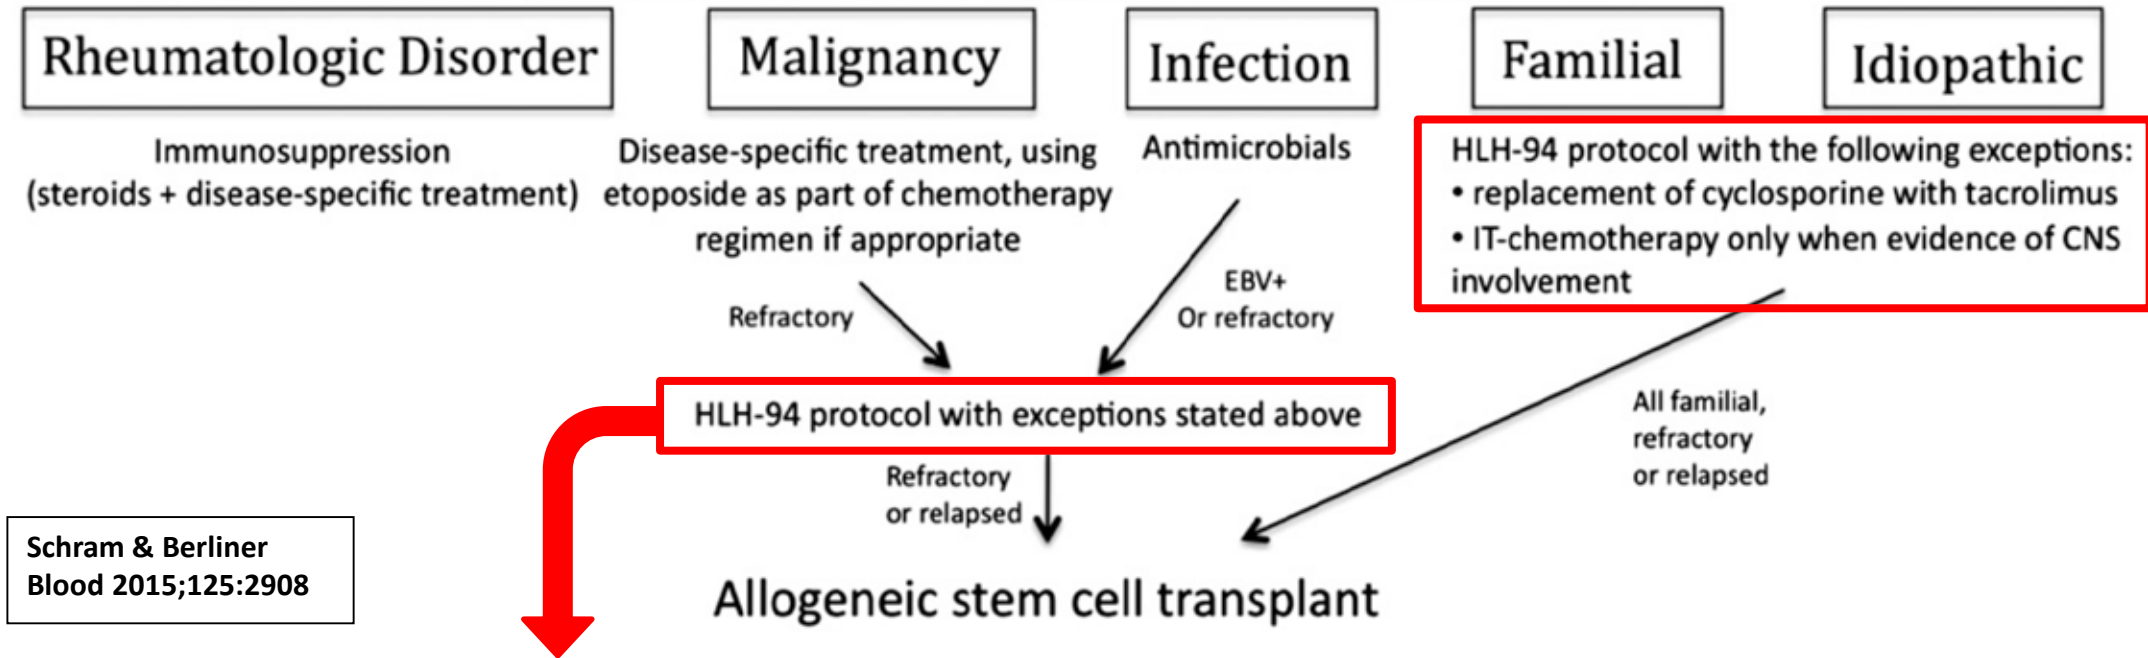 Rheumatologic Disorder
Malignancy
Infection
Familial
Idiopathic
Immunosuppression
(steroids + disease-specific treatment)
Disease-specific treatment, using
etoposide as part of chemotherapy
regimen if appropriate
Antimicrobials
HLH-94 protocol with the following exceptions:
• replacement of cyclosporine with tacrolimus
• IT-chemotherapy only when evidence of CNS
involvement
Refractory
EBV+
Or refractory
HLH-94 protocol with exceptions stated above
All familial,
refractory
or relapsed
Refractory
or relapsed
Schram & Berliner
Blood 2015;125:2908
Allogeneic stem cell transplant